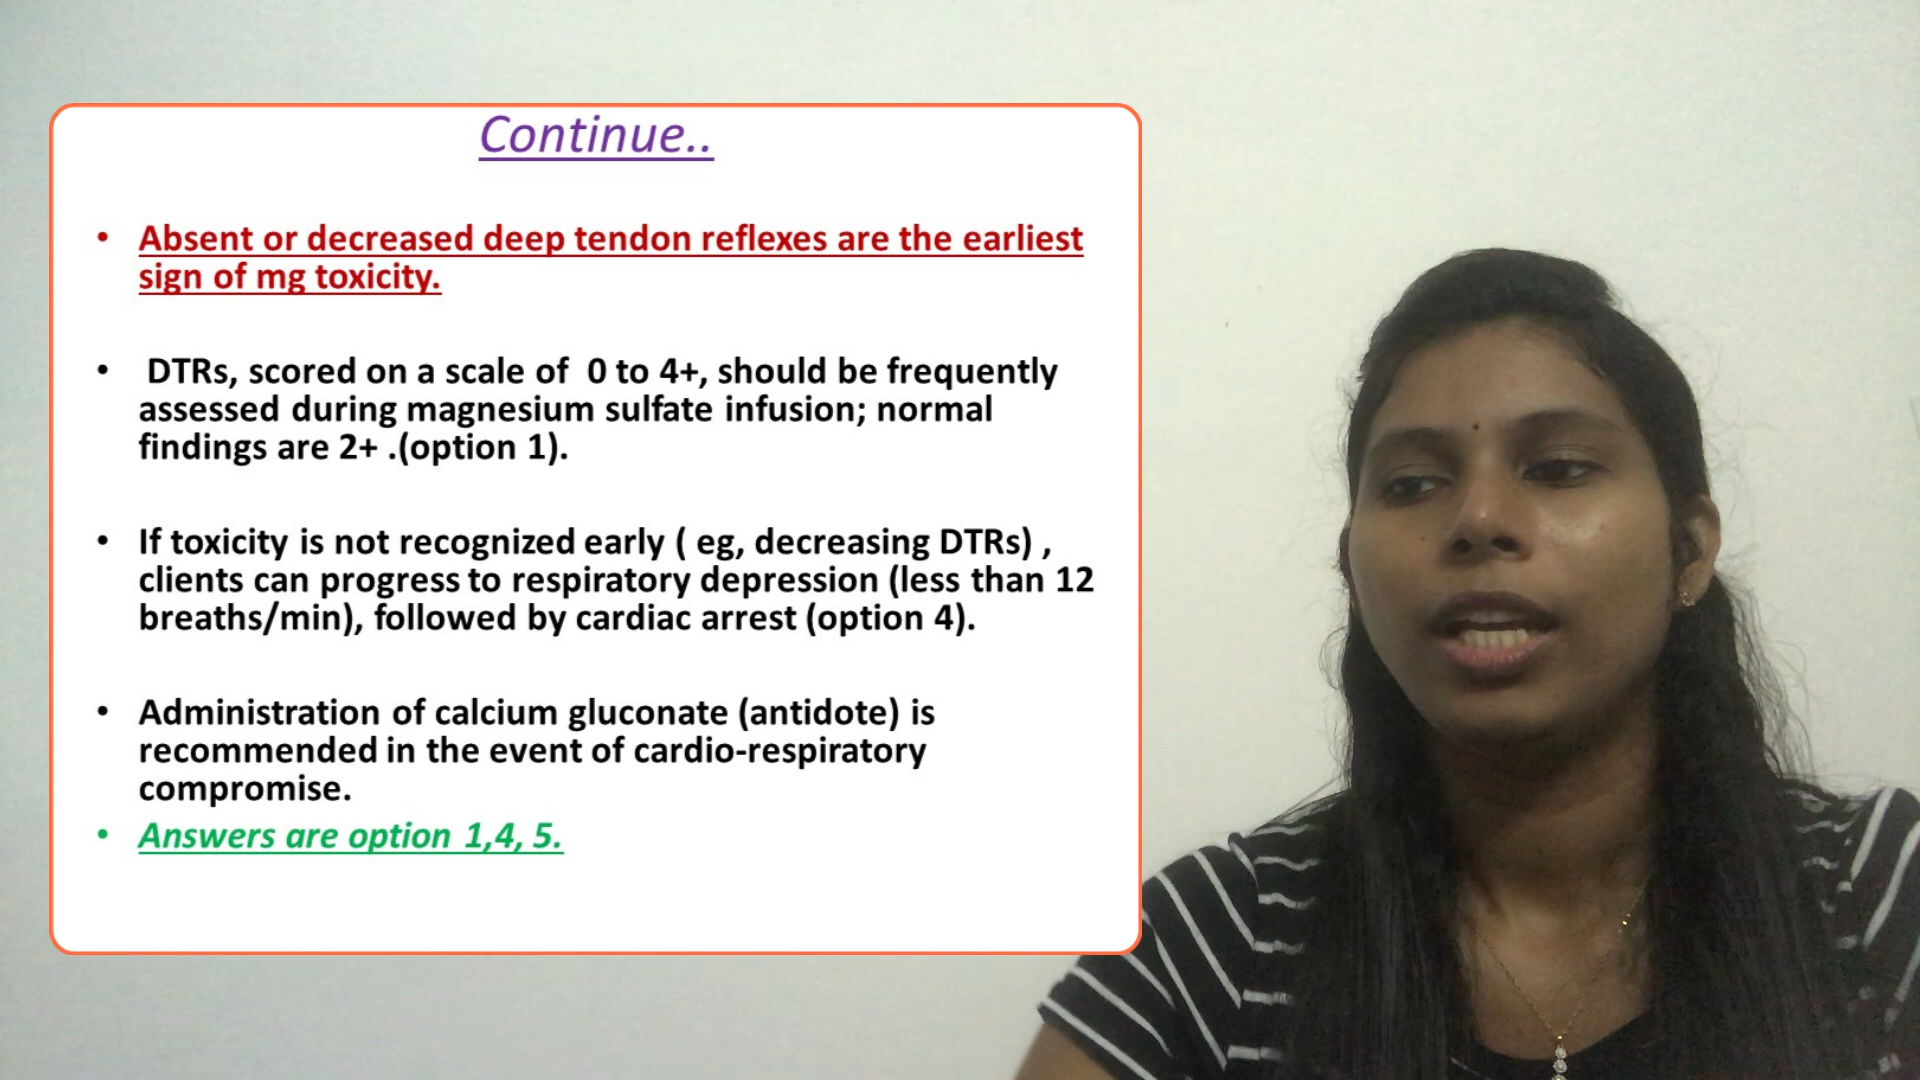 Continue..
• Absent or decreased deep tendon reflexes are the earliest
sign of mg toxicity.
• DTRs, scored on a scale of 0 to 4+, should be frequently
assessed during magnesium sulfate infusion; normal
findings are 2+ .(option 1).
• If toxicity is not recognized early ( eg, decreasing DTRs) ,
clients can progress to respiratory depression (less than 12
breaths/min), followed by cardiac arrest (option 4).
• Administration of calcium gluconate (antidote) is
recommended in the event of cardio-respiratory
compromise.
• Answers are option 1,4, 5.